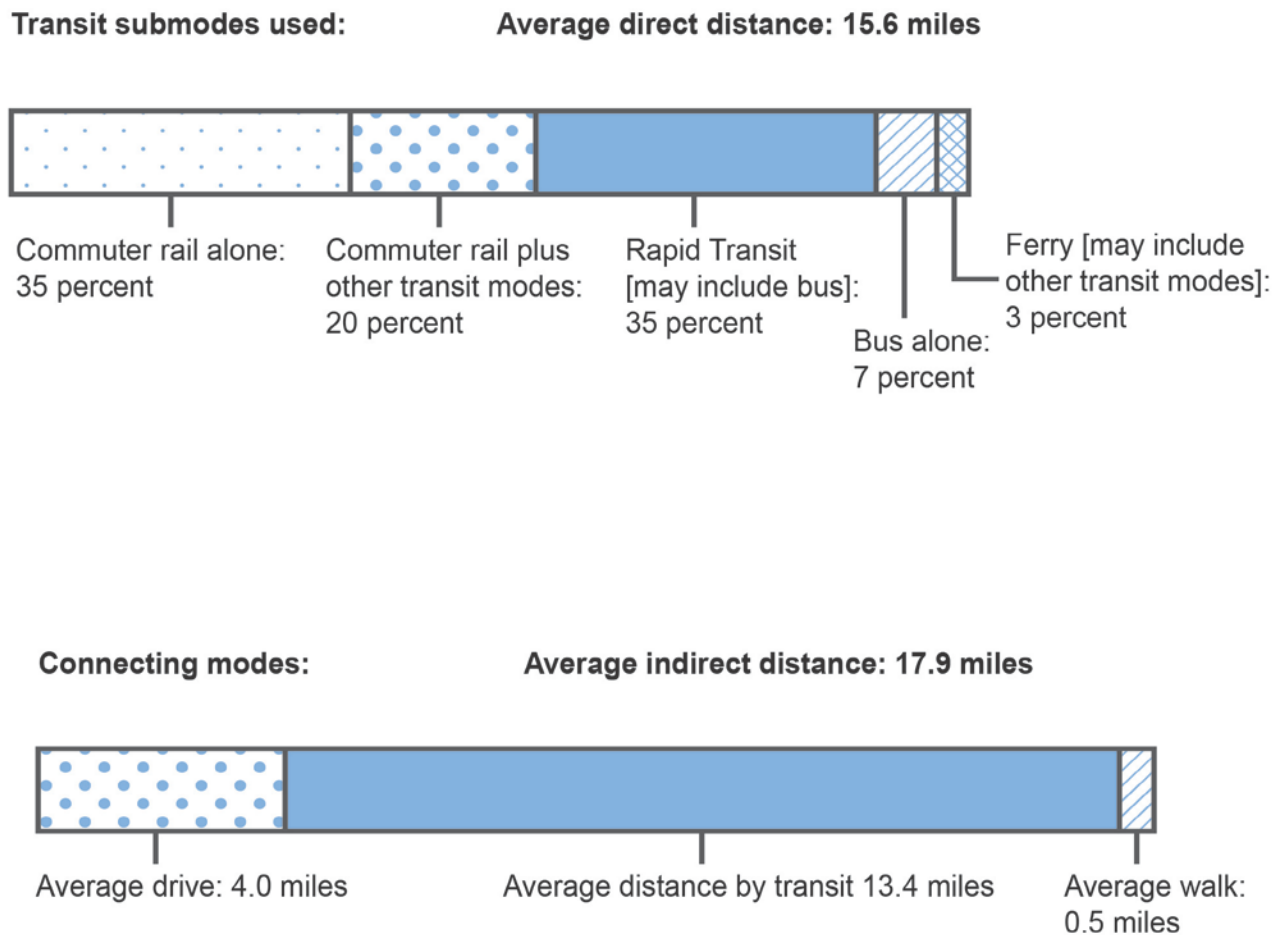 Transit submodes used:
Average direct distance: 15.6 miles
Commuter rail alone:
35 percent
Commuter rail plus
other transit modes:
20 percent
Rapid Transit
[may include bus]:
35 percent
Bus alone:
7 percent
Ferry [may include
other transit modes]:
3 percent
Connecting modes:
Average indirect distance: 17.9 miles
Average drive: 4.0 miles
Average distance by transit 13.4 miles
Average walk:
0.5 miles